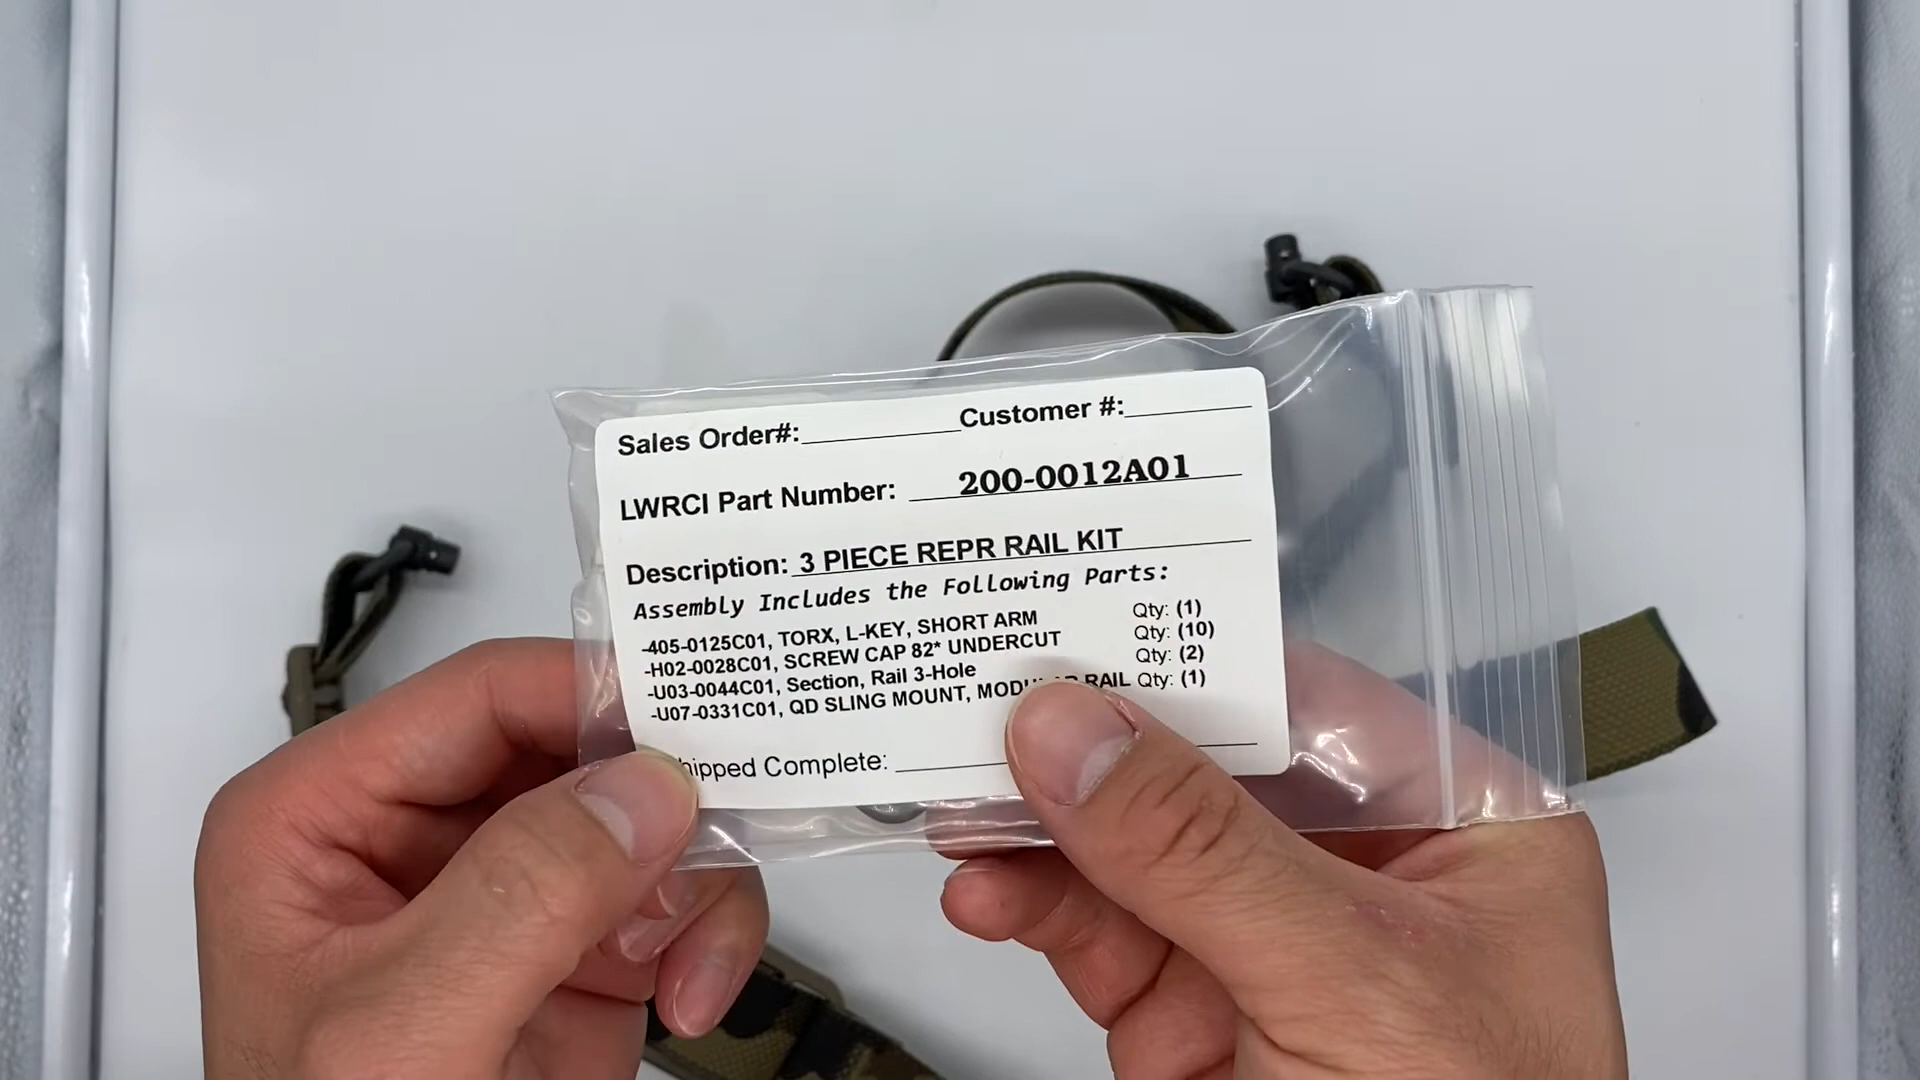 Sales Order#:__________ Customer #:________
LWRCI Part Number: 200-0012A01
Description: 3 PIECE REPR RAIL KIT
Assembly Includes the Following Parts:
-405-0125C01, TORX, L-KEY, SHORT ARM Qty: (1)
-H02-0028C01, SCREW CAP 82* UNDERCUT Qty: (10)
-U03-0044C01, Section, Rail 3-Hole Qty: (2)
-U07-0331C01, QD SLING MOUNT, RAIL Qty: (1)
Complete: